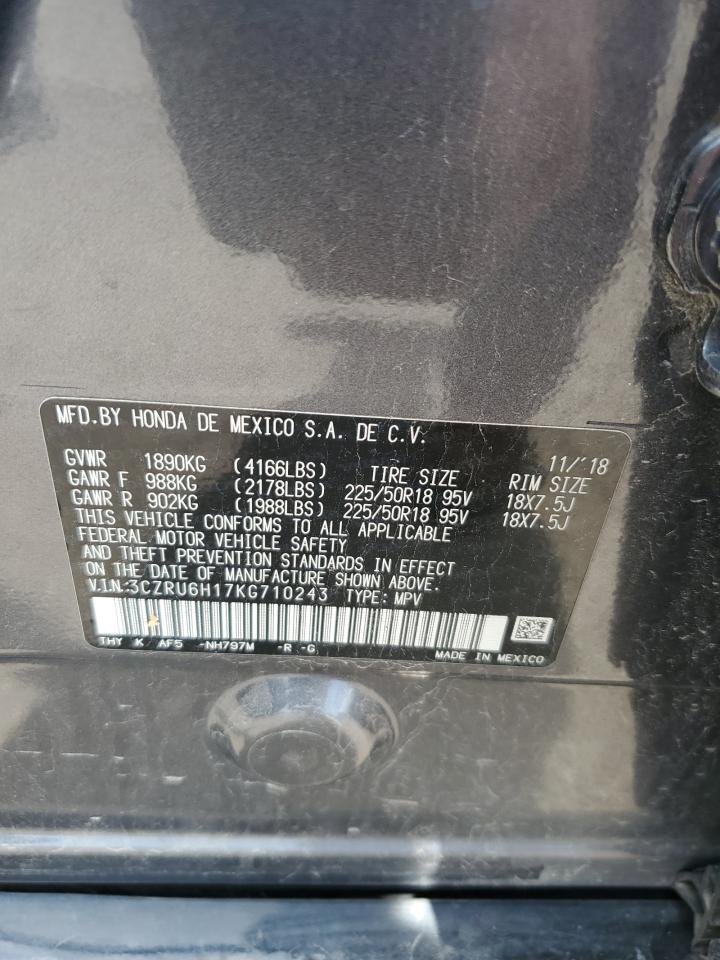 MFD.BY HONDA DE MEXICO S.A. DE C.V.
11/'18
GVWR 1890KG (4166LBS) TIRE SIZE RIM SIZE
GAWR F 988KG (2178LBS) 225/50R18 95V 18X7.5J
GAWR R 902KG (1988LBS) 225/50R18 95V 18X7.5J
THIS VEHICLE CONFORMS TO ALL APPLICABLE
FEDERAL MOTOR VEHICLE SAFETY
AND THEFT PREVENTION STANDARDS IN EFFECT
ON THE DATE OF MANUFACTURE SHOWN ABOVE.
V.I.N:3CZRU6H17KG710243 TYPE: MPV
THY K AF5 -NH797M -R -G
MADE IN MEXICO